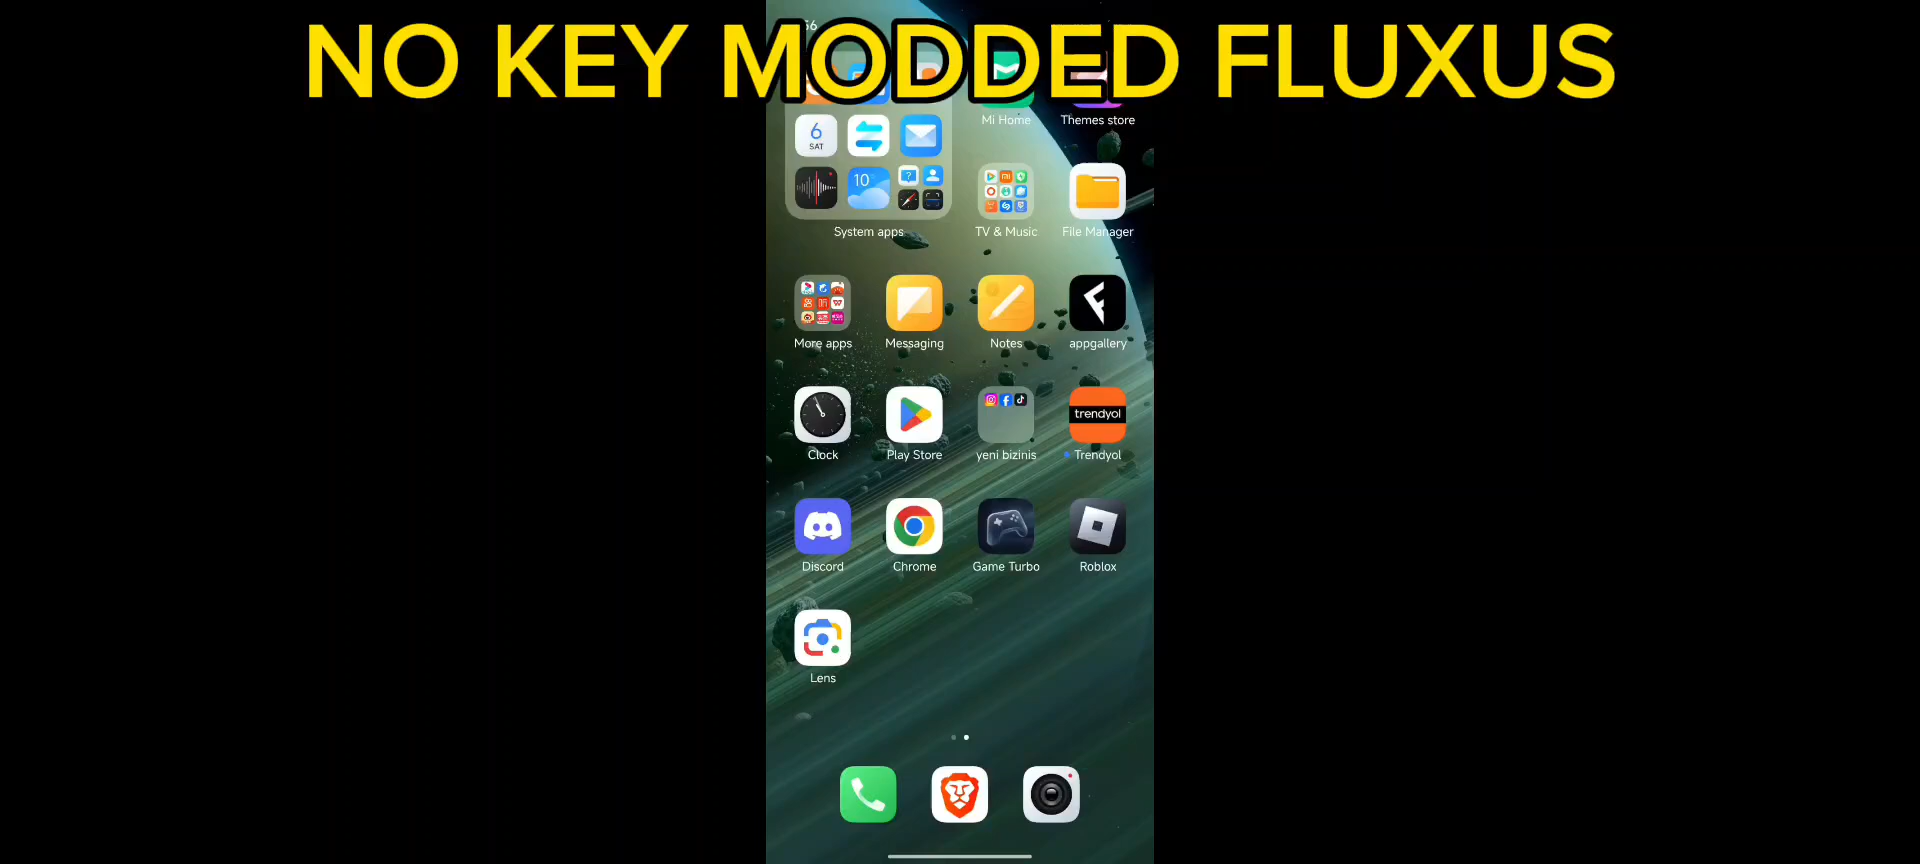 NO KEY MODDED FLUXUS
Mi Home
Themes store
6
SAT
10°
System apps
TV & Music
File Manager
More apps
Messaging
Notes
appgallery
trendyol
Clock
Play Store
yeni bizinis
Trendyol
Discord
Chrome
Game Turbo
Roblox
Lens